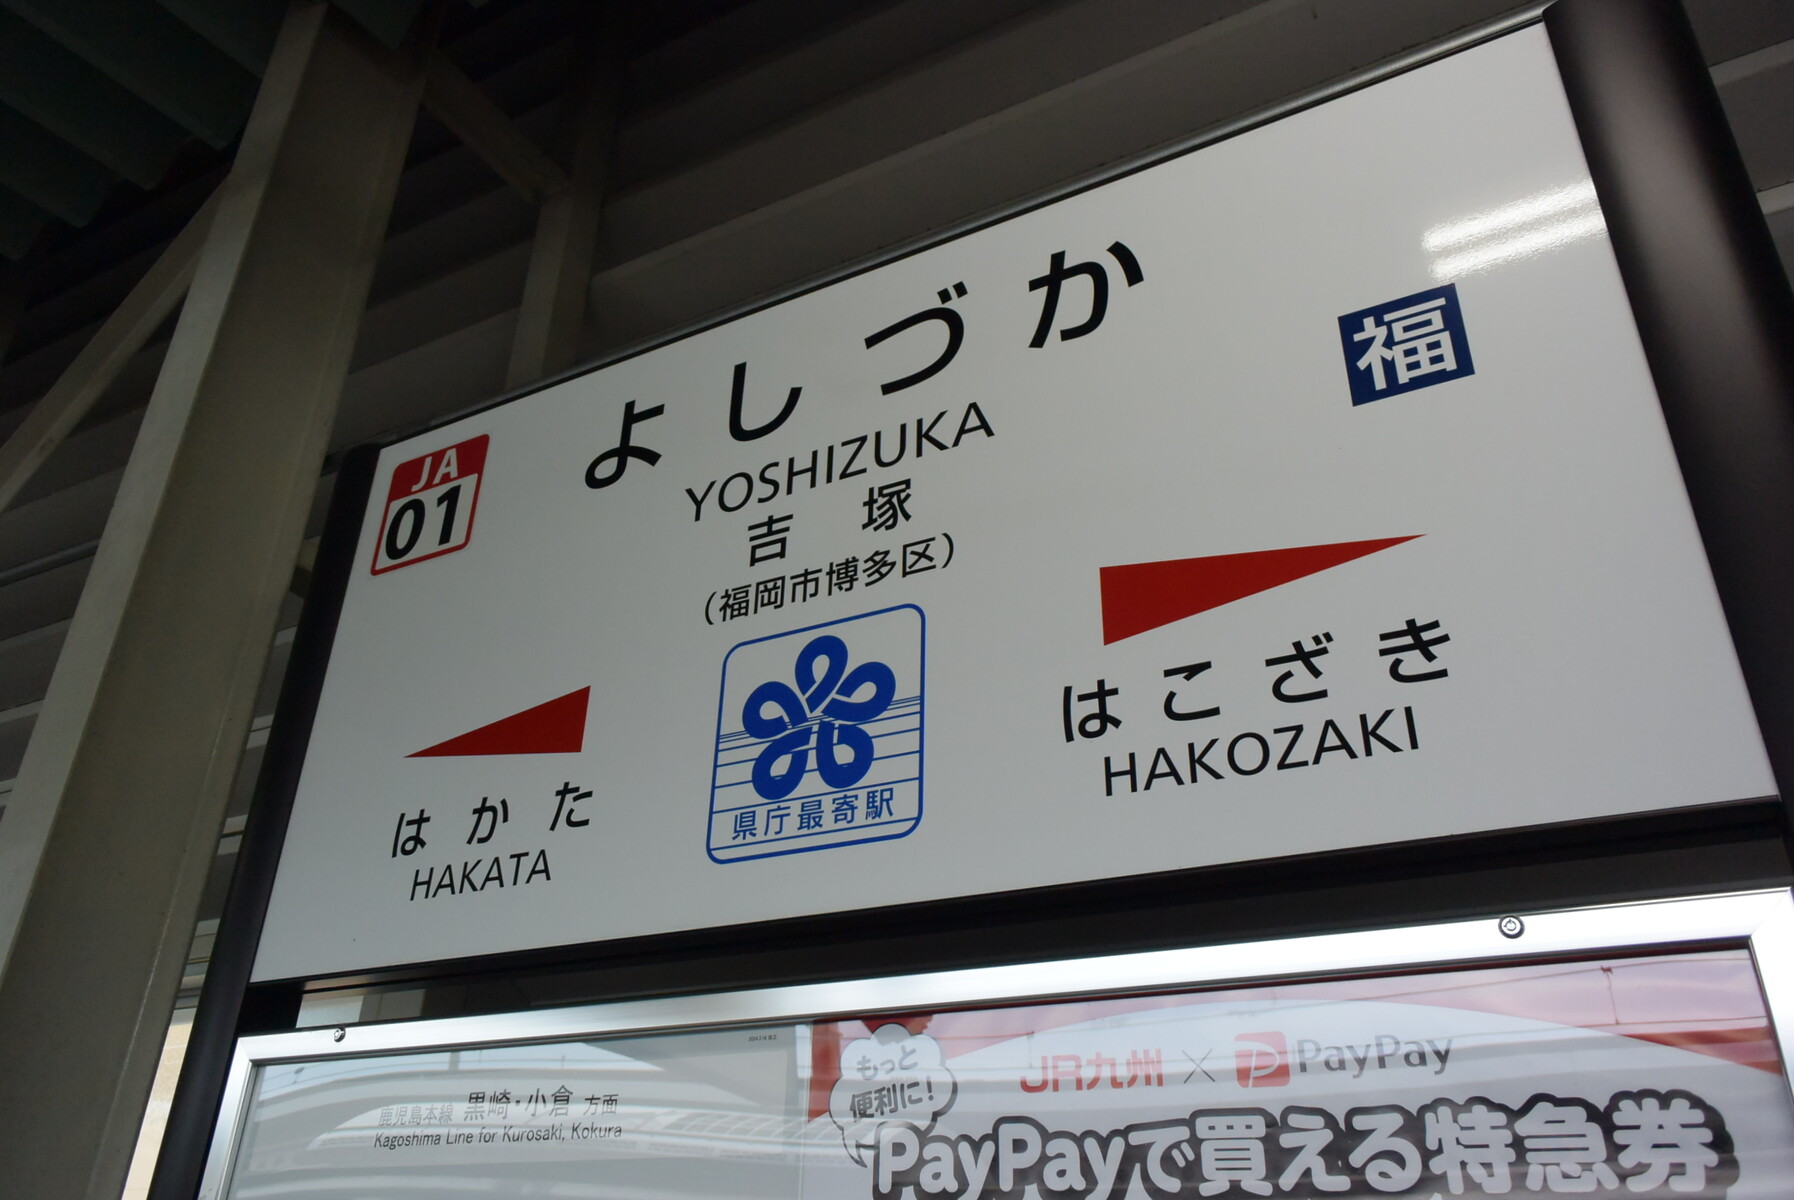 JA
01
よしづか
YOSHIZUKA
吉塚
（福岡市博多区）
福
はかた
HAKATA
県庁最寄駅
はこざき
HAKOZAKI
鹿児島本線 黒崎・小倉 方面
Kagoshima Line for Kurosaki, Kokura
もっと
便利に!
JR九州×PayPay
PayPayで買える特急券